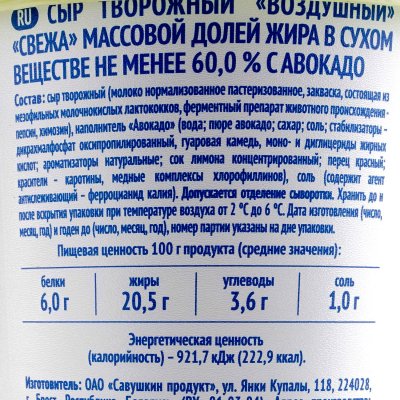 RU СЫР ТВОРОЖНЫЙ «ВОЗДУШНЫЙ»
«СВЕЖА» МАССОВОЙ ДОЛЕЙ ЖИРА В СУХОМ
ВЕЩЕСТВЕ НЕ МЕНЕЕ 60,0 % С АВОКАДО
Состав: сыр творожный (молоко нормализованное пастеризованное, закваска, состоящая из
мезофильных молочнокислых лактококков, ферментный препарат животного происхождения -
пепсин, химозин), наполнитель «Авокадо» (вода; пюре авокадо; сахар; соль; стабилизаторы -
дикрахмалфосфат оксипропилированный, гуаровая камедь, моно- и диглицериды жирных
кислот; ароматизаторы натуральные; сок лимона концентрированный; перец красный;
красители - каротины, медные комплексы хлорофиллов), соль (содержит агент
антислеживающий - ферроцианид калия). Допускается отделение сыворотки. Хранить до и
после вскрытия упаковки при температуре воздуха от 2 °С до 6 °С. Дата изготовления (число,
месяц, год) и годен до (число, месяц, год), номер партии указаны на дне упаковки.
Пищевая ценность 100 г продукта (средние значения):
белки жиры углеводы соль
6,0 г 20,5 г 3,6 г 1,0 г
Энергетическая ценность
(калорийность) – 921,7 кДж (222,9 ккал).
Изготовитель: ОАО «Савушкин продукт», ул. Янки Купалы, 118, 224028,
г. Брест, Республика Беларусь